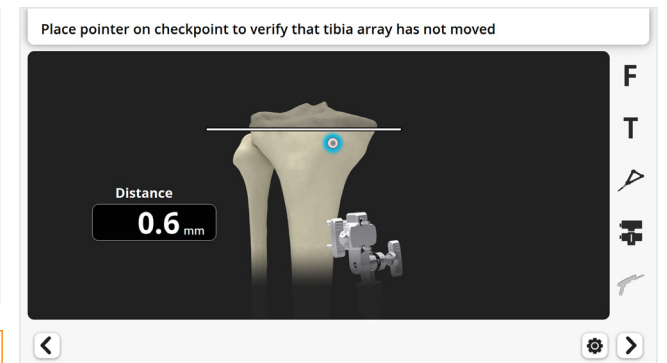 Place pointer on checkpoint to verify that tibia array has not moved
F
T
Distance
0.6 mm